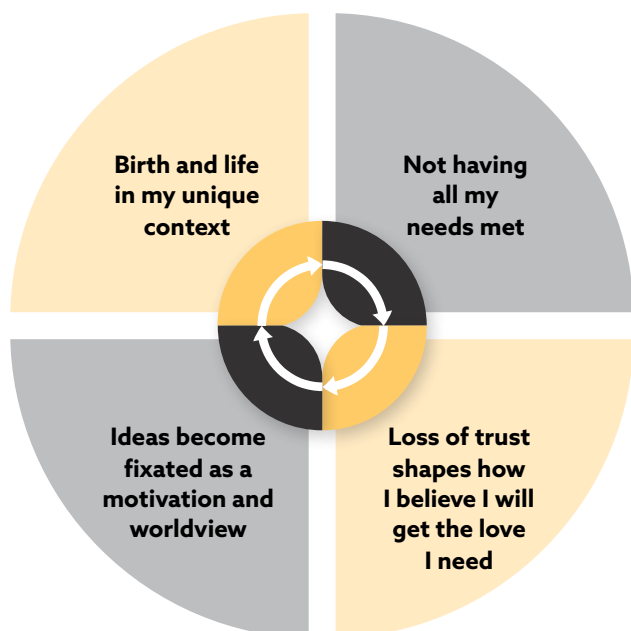 Birth and life
in my unique
context
Not having
all my
needs met
Ideas become
fixated as a
motivation and
worldview
Loss of trust
shapes how
I believe I will
get the love
I need